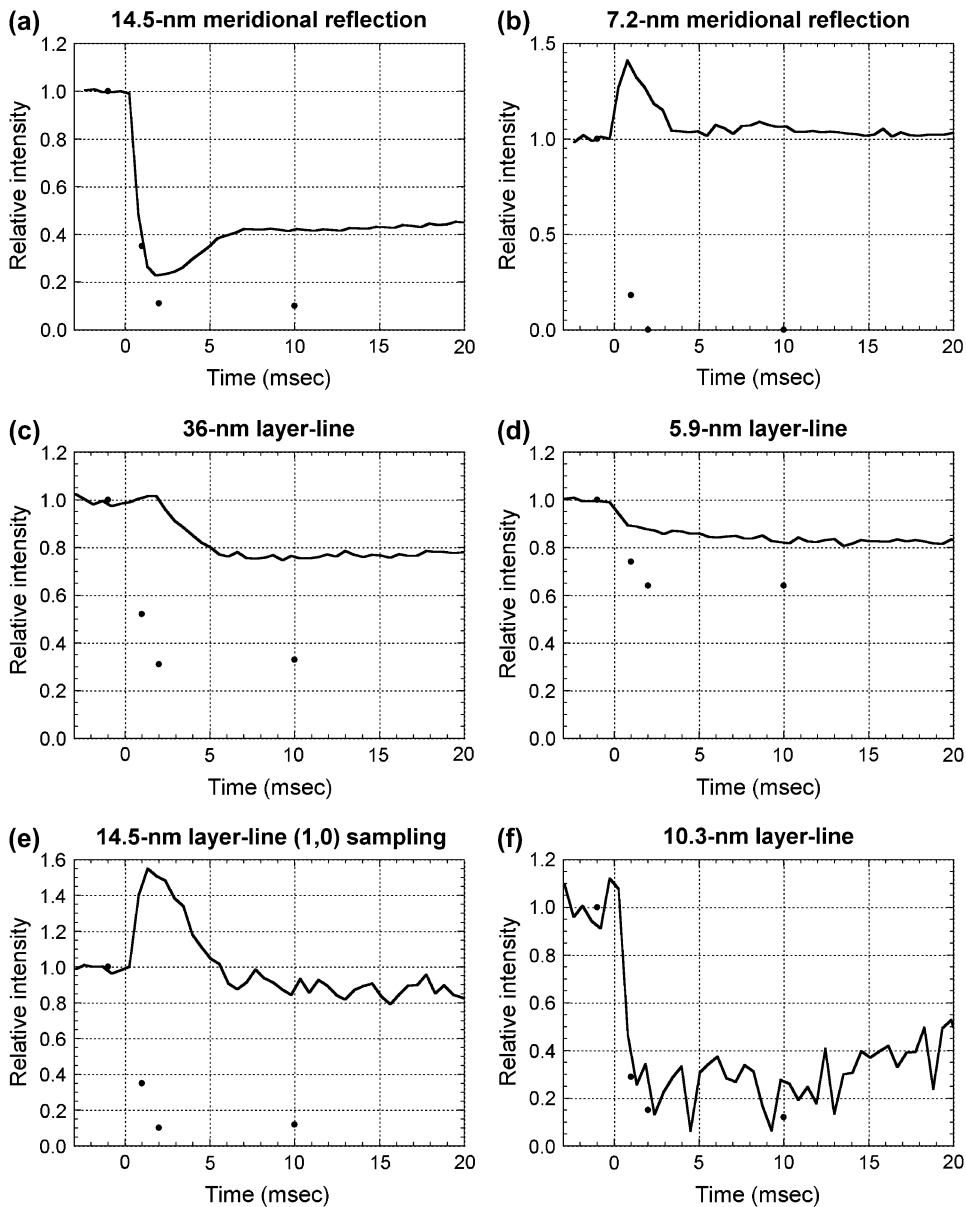 (a) 14.5-nm meridional reflection
Relative intensity
1.2
1.0
0.8
0.6
0.4
0.2
0.0
0 5 10 15 20
Time (msec)
(b) 7.2-nm meridional reflection
Relative intensity
1.5
1.0
0.5
0.0
0 5 10 15 20
Time (msec)
(c) 36-nm layer-line
Relative intensity
1.2
1.0
0.8
0.6
0.4
0.2
0.0
0 5 10 15 20
Time (msec)
(d) 5.9-nm layer-line
Relative intensity
1.2
1.0
0.8
0.6
0.4
0.2
0.0
0 5 10 15 20
Time (msec)
(e) 14.5-nm layer-line (1,0) sampling
Relative intensity
1.6
1.4
1.2
1.0
0.8
0.6
0.4
0.2
0.0
0 5 10 15 20
Time (msec)
(f) 10.3-nm layer-line
Relative intensity
1.2
1.0
0.8
0.6
0.4
0.2
0.0
0 5 10 15 20
Time (msec)